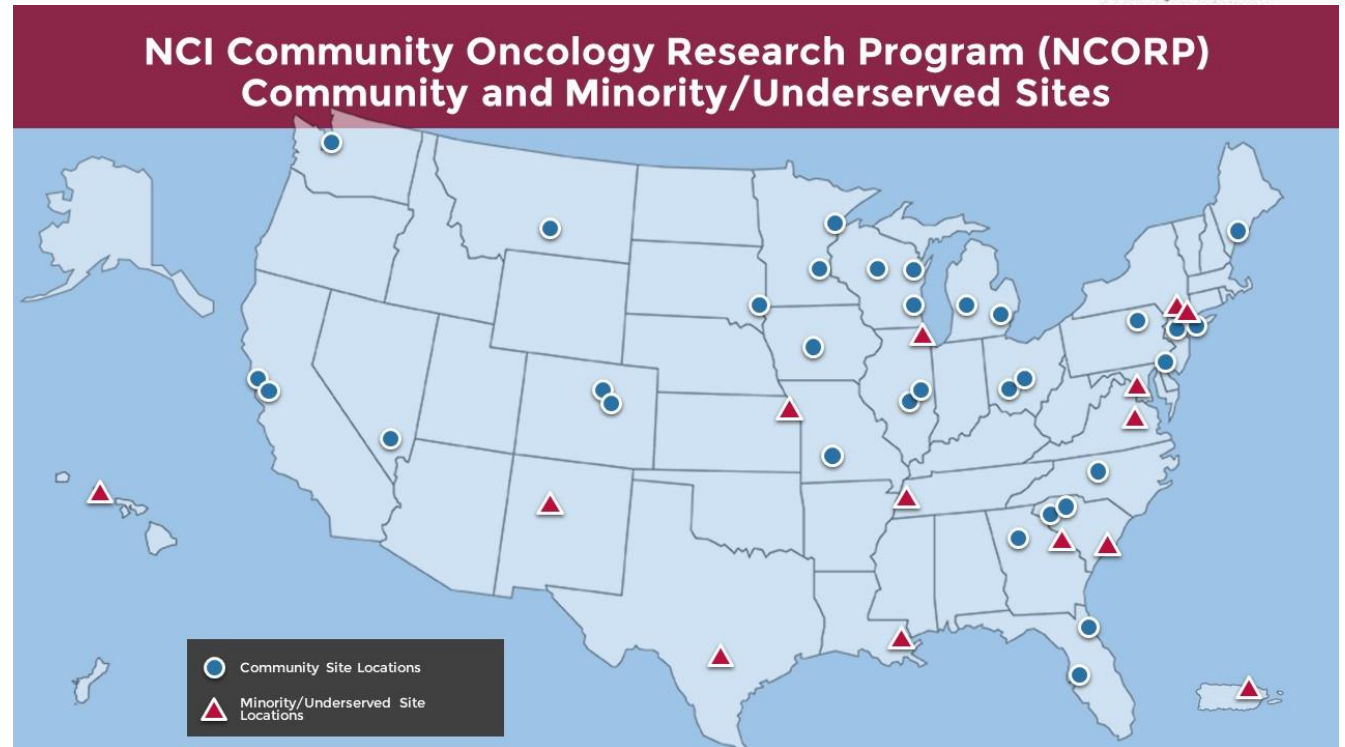 NCI Community Oncology Research Program (NCORP)
Community and Minority/Underserved Sites
Community Site Locations
Minority/Underserved Site
Locations